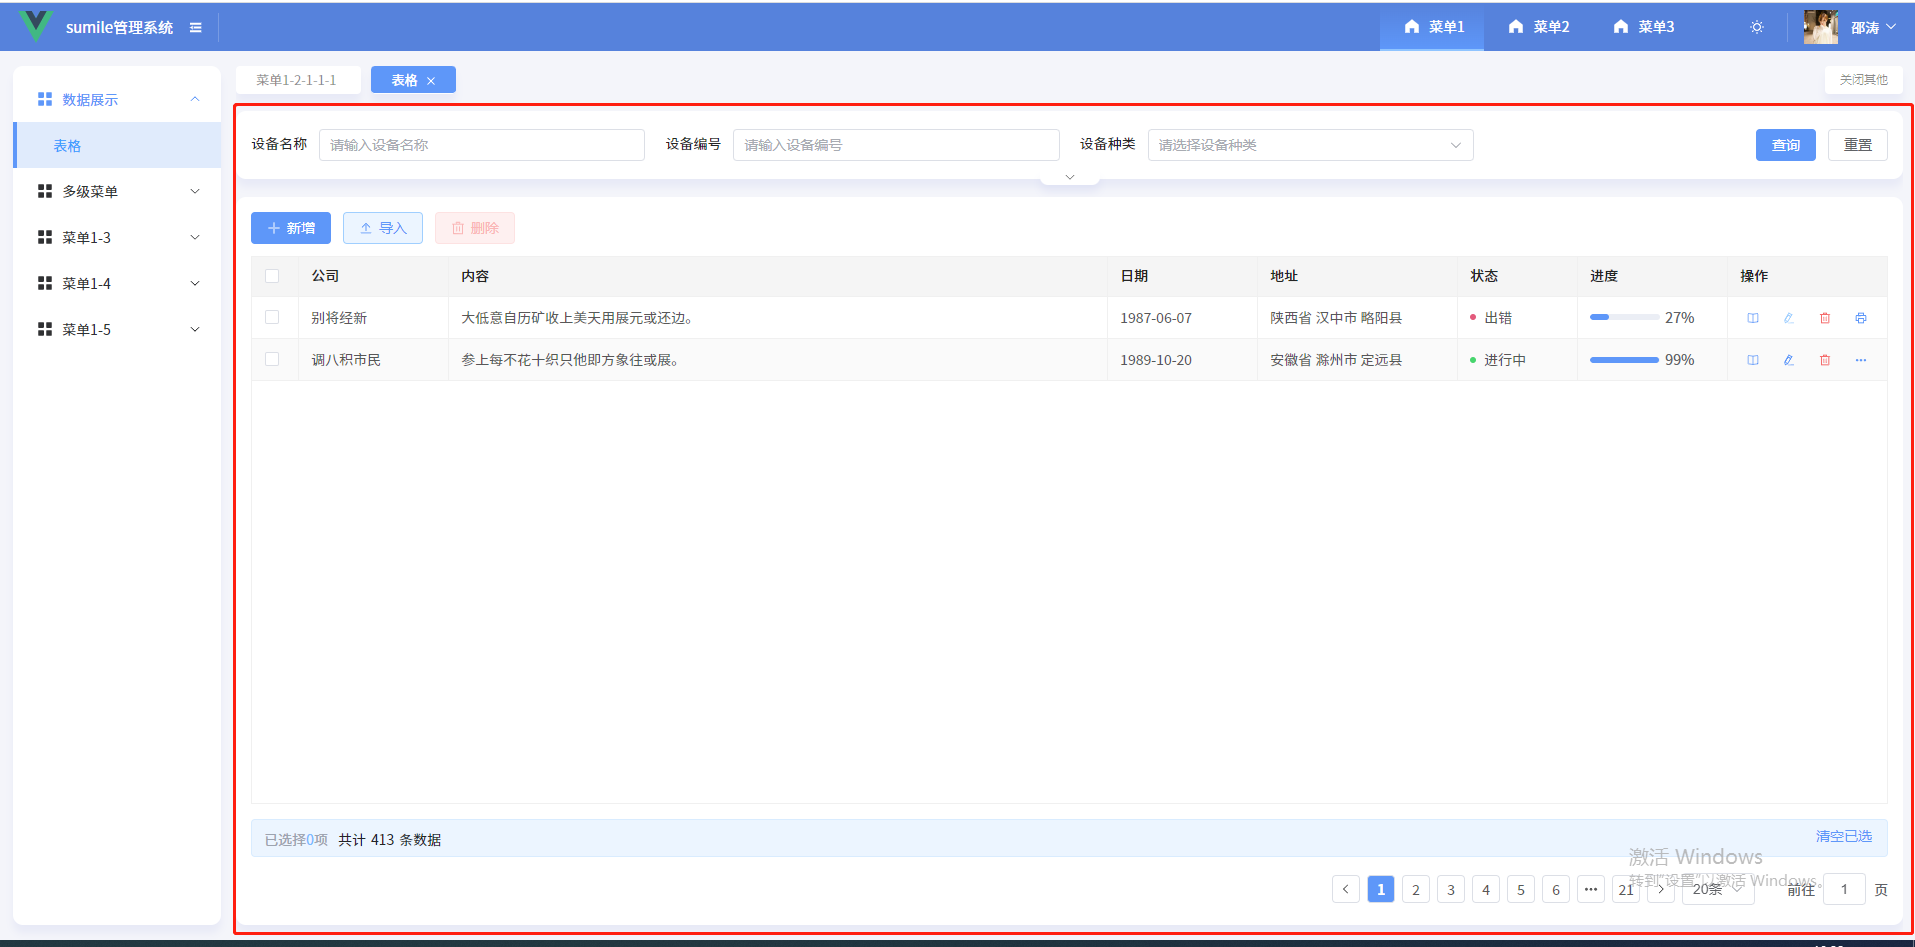 sumile管理系统
菜单1
菜单2
菜单3
邵涛
数据展示
表格
多级菜单
菜单1-3
菜单1-4
菜单1-5
菜单1-2-1-1-1
表格
关闭其他
设备名称 请输入设备名称 设备编号 请输入设备编号 设备种类 请选择设备种类 查询 重置
新增 导入 删除
公司 内容 日期 地址 状态 进度 操作
别将经新 大低意自历矿收上美天用展元或还边。 1987-06-07 陕西省 汉中市 略阳县 出错 27%
调八积市民 参上每不花十织只他即方象往或展。 1989-10-20 安徽省 滁州市 定远县 进行中 99%
已选择0项 共计 413 条数据 清空已选
激活 Windows
转到"设置"以激活 Windows。
1 2 3 4 5 6 ··· 21 20条 前往 1 页